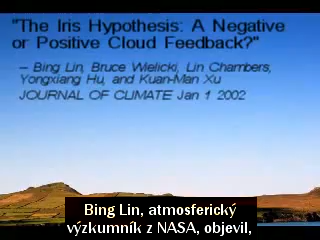 "The Iris Hypothesis: A Negative
or Positive Cloud Feedback?"
-- Bing Lin, Bruce Wielicki, Lin Chambers,
Yongxiang Hu, and Kuan-Man Xu
JOURNAL OF CLIMATE Jan 1 2002
Bing Lin, atmosferický
výzkumník z NASA, objevil,